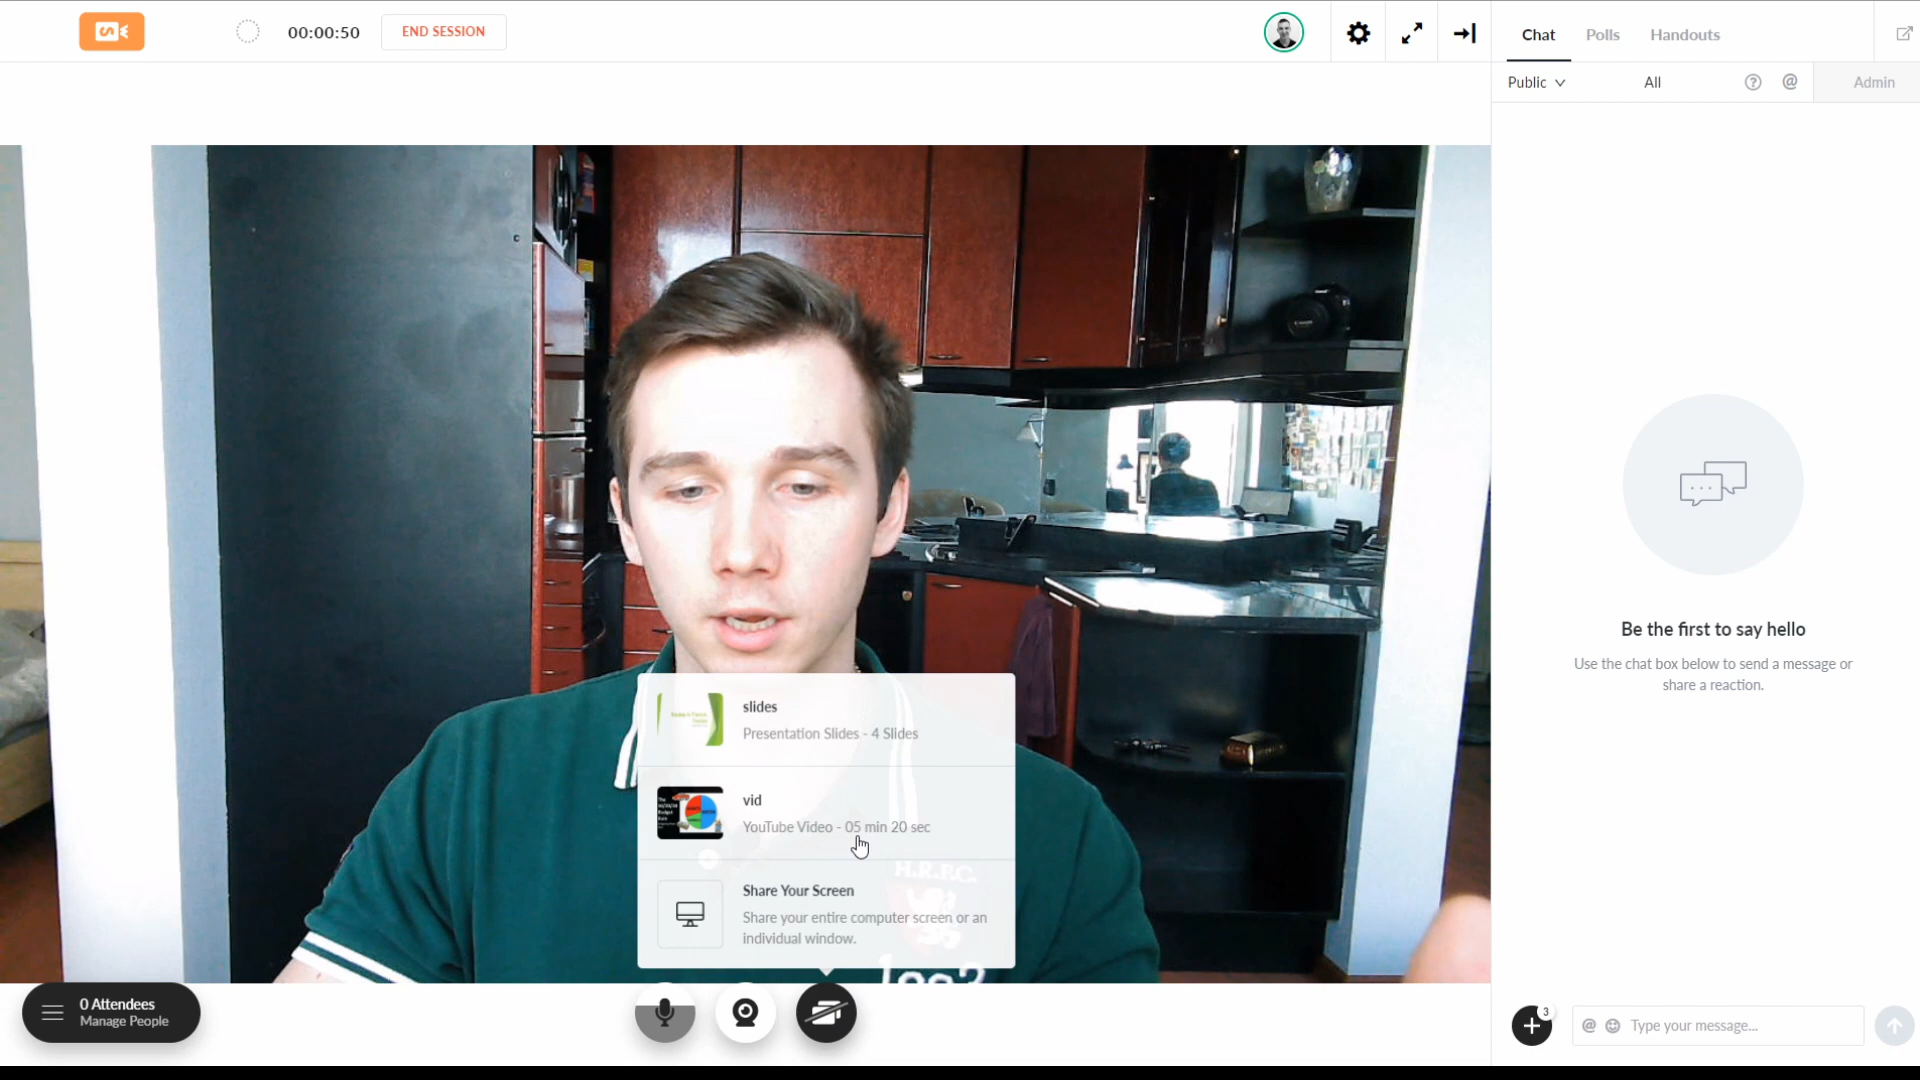 00:00:50
END SESSION
Chat
Polls
Handouts
Public
All
@
Admin
slides
Presentation Slides - 4 Slides
vid
YouTube Video - 05 min 20 sec
Share Your Screen
Share your entire computer screen or an
individual window.
H.R.F.C.
Be the first to say hello
Use the chat box below to send a message or
share a reaction.
0 Attendees
Manage People
3
@
Type your message...